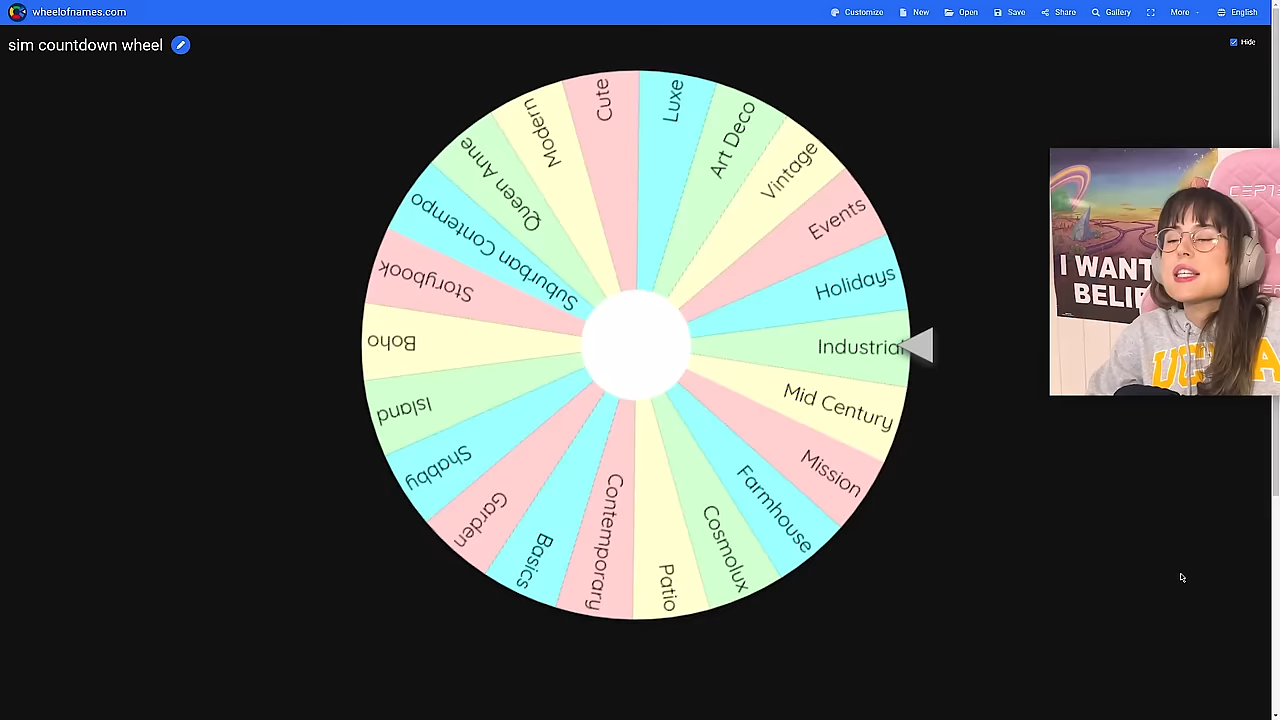 wheelofnames.com
Customize
New
Open
Save
Share
Gallery
More
English
sim countdown wheel
Hide
Cute
Luxe
Art Deco
Vintage
Events
Holidays
Industrial
Mid Century
Mission
Farmhouse
Cosmolux
Patio
Contemporary
Basics
Garden
Shabby
Island
Boho
Storybook
Suburban Contempo
Queen Anne
Modern
I WANT
BELIE
UC A